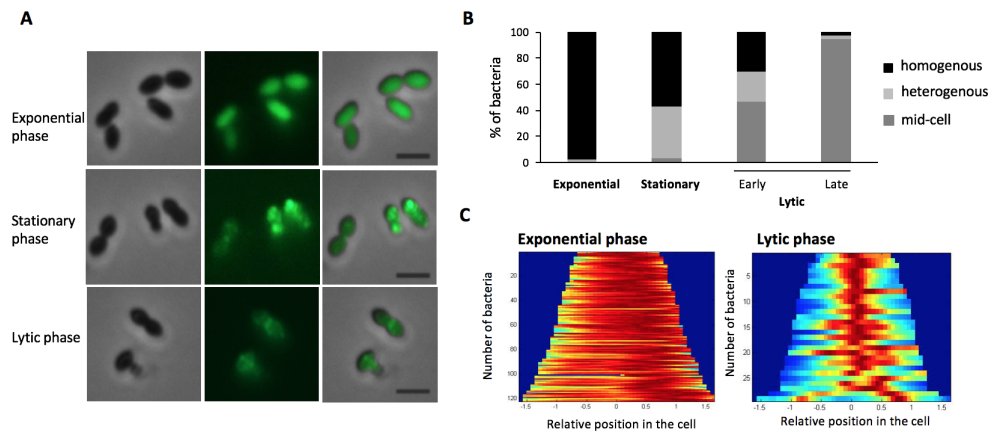 A
Exponential
phase
Stationary
phase
Lytic phase
B
% of bacteria
100
80
60
40
20
0
Exponential
Stationary
Early
Late
Lytic
homogenous
heterogenous
mid-cell
C
Exponential phase
Number of bacteria
20
40
60
80
100
120
-1.5 -1 -0.5 0 0.5 1 1.5
Relative position in the cell
Lytic phase
Number of bacteria
5
10
15
20
25
-1.5 -1 -0.5 0 0.5 1 1.5
Relative position in the cell